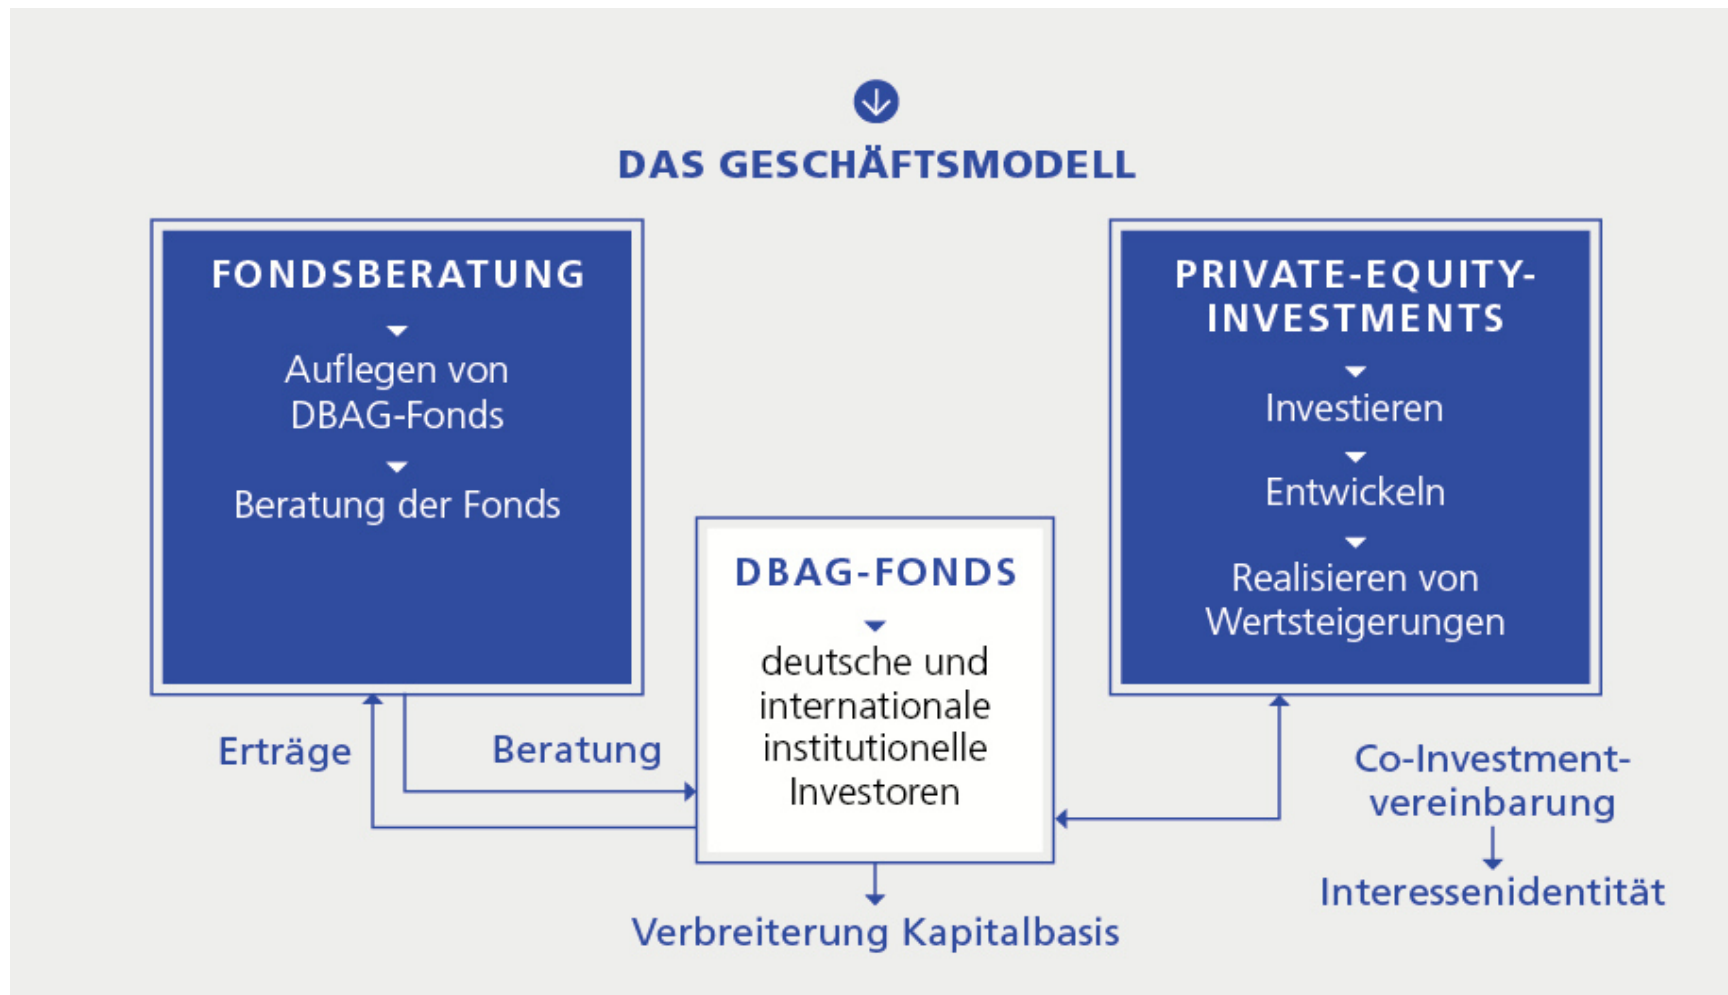 DAS GESCHÄFTSMODELL
FONDSBERATUNG
Auflegen von
DBAG-Fonds
Beratung der Fonds
PRIVATE-EQUITY-
INVESTMENTS
Investieren
Entwickeln
Realisieren von
Wertsteigerungen
DBAG-FONDS
deutsche und
internationale
institutionelle
Investoren
Erträge
Beratung
Co-Investment-
vereinbarung
Interessenidentität
Verbreiterung Kapitalbasis